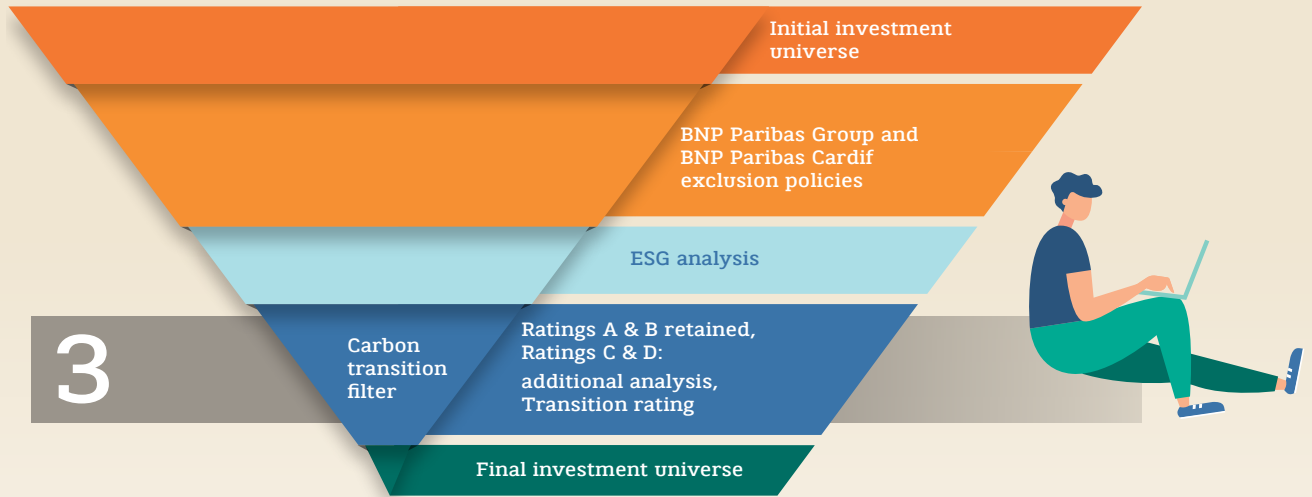 Initial investment
universe
BNP Paribas Group and
BNP Paribas Cardif
exclusion policies
ESG analysis
3
Carbon
transition
filter
Ratings A & B retained,
Ratings C & D:
additional analysis,
Transition rating
Final investment universe